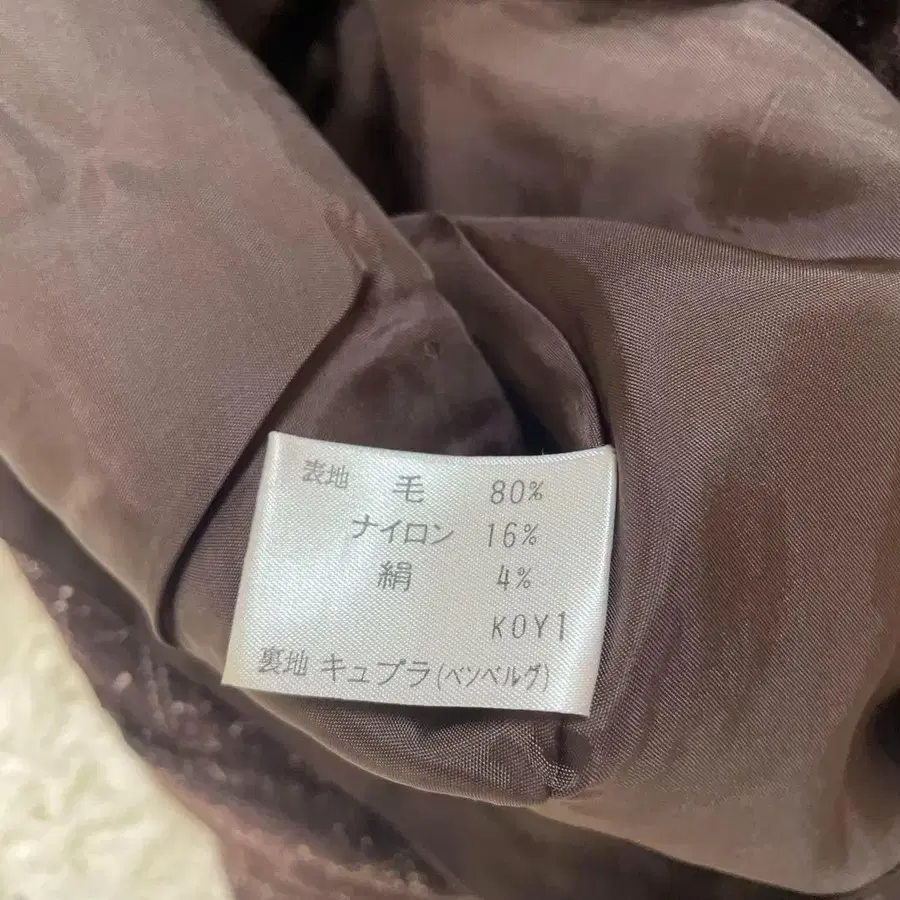 表地 毛 80%
ナイロン 16%
絹 4%
KOY1
裏地 キュプラ(ベンベルグ)